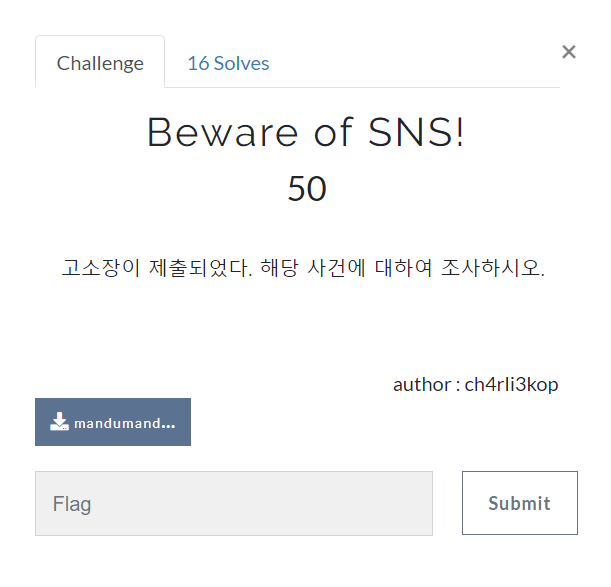 Challenge
16 Solves
×
Beware of SNS!
50
고소장이 제출되었다. 해당 사건에 대하여 조사하시오.
author : ch4rli3kop
mandumand...
Flag
Submit